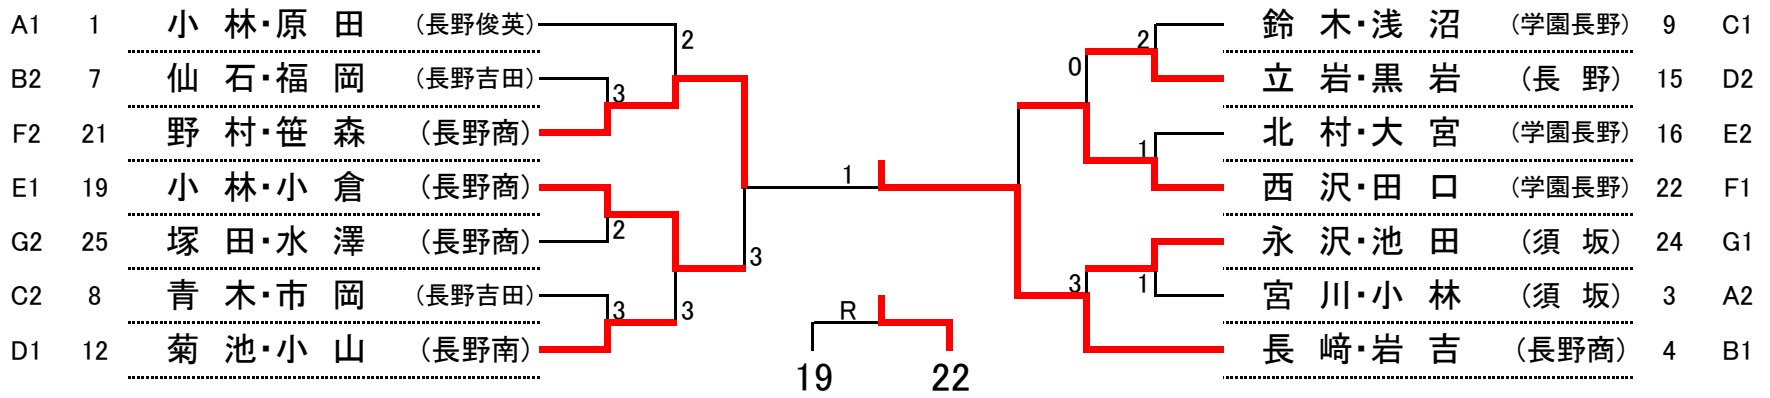 A1 1 小 林・原 田 (長野俊英)
2
B2 7 仙 石・福 岡 (長野吉田)
3
F2 21 野 村・笹 森 (長野商)
E1 19 小 林・小 倉 (長野商)
2
G2 25 塚 田・水 澤 (長野商)
3
C2 8 青 木・市 岡 (長野吉田)
3 3
D1 12 菊 池・小 山 (長野南)
1
R
19 22
鈴 木・浅 沼 (学園長野) 9 C1
2
0
立 岩・黒 岩 (長 野) 15 D2
北 村・大 宮 (学園長野) 16 E2
1
西 沢・田 口 (学園長野) 22 F1
永 沢・池 田 (須 坂) 24 G1
3 1
宮 川・小 林 (須 坂) 3 A2
長 﨑・岩 吉 (長野商) 4 B1